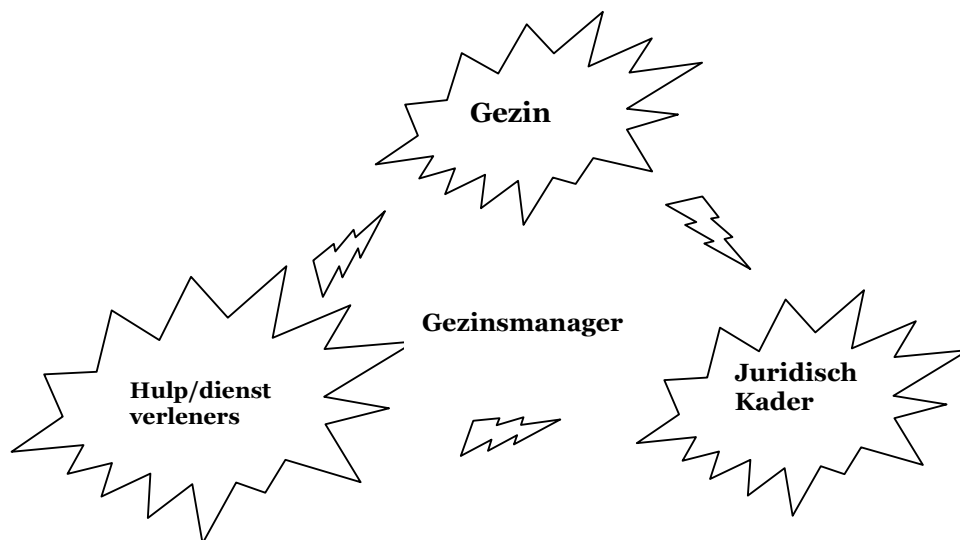 Gezin
Gezinsmanager
Hulp/dienst
verleners
Juridisch
Kader